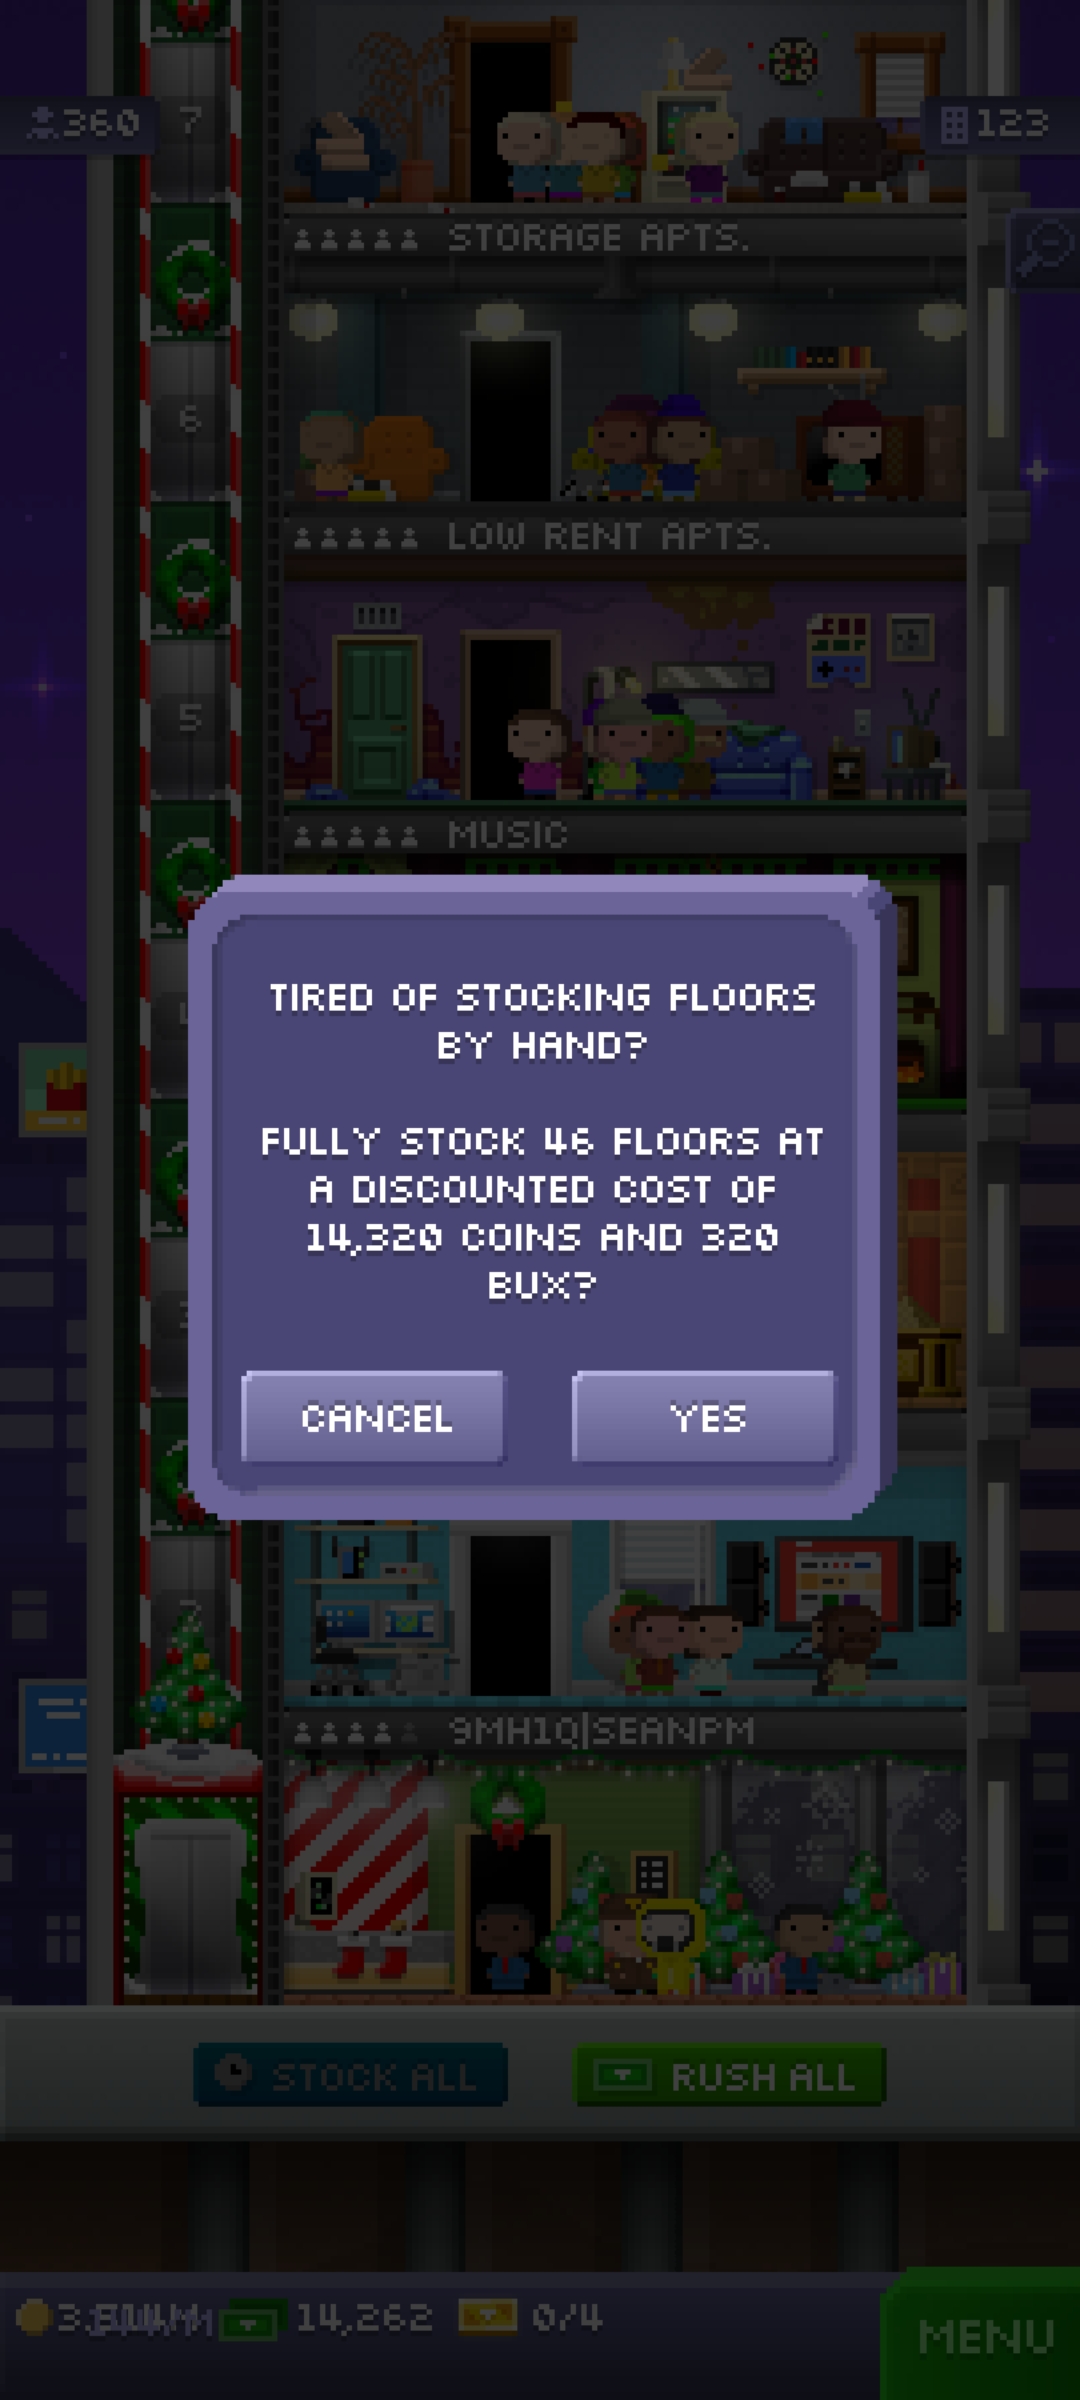 360
7
123
STORAGE APTS.
6
LOW RENT APTS.
5
MUSIC
TIRED OF STOCKING FLOORS
BY HAND?
FULLY STOCK 46 FLOORS AT
A DISCOUNTED COST OF
14,320 COINS AND 320
BUX?
CANCEL
YES
9MH1Q|SEANPM
STOCK ALL
RUSH ALL
14,262
0/4
MENU